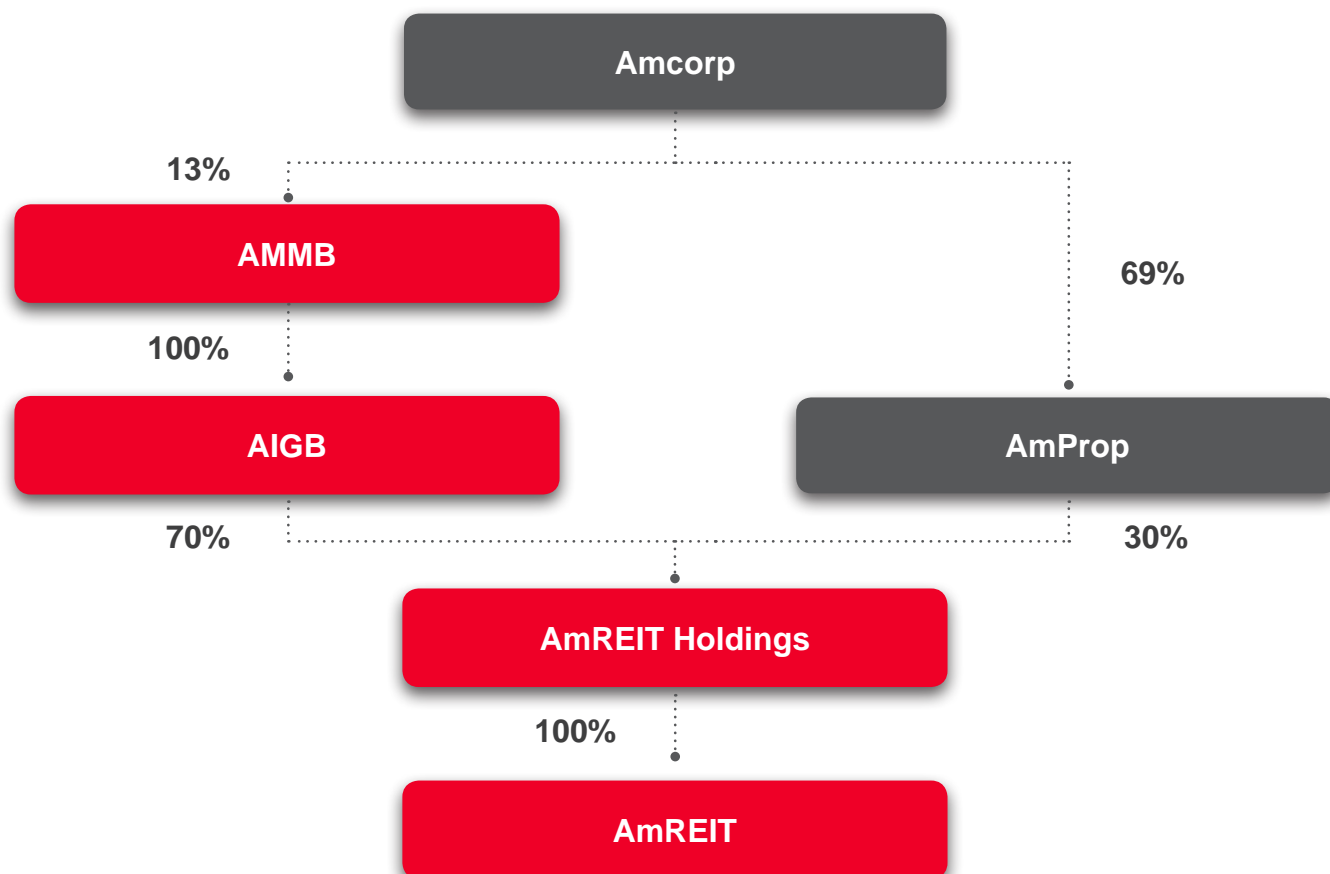 Amcorp
13%
AMMB
69%
100%
AIGB
AmProp
70%
30%
AmREIT Holdings
100%
AmREIT